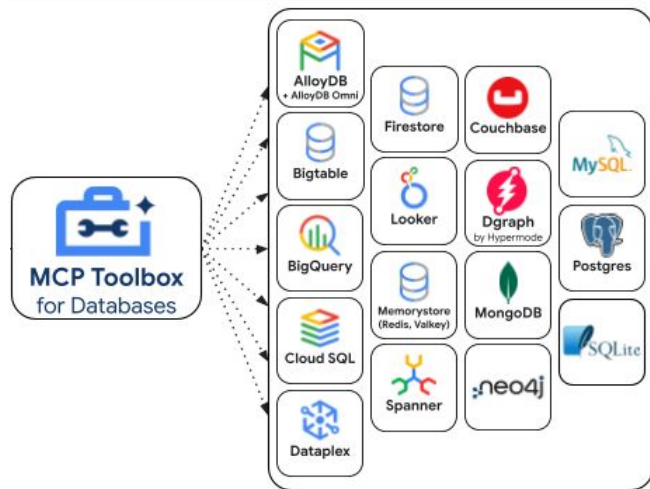 MCP Toolbox
for Databases
AlloyDB
+ AlloyDB Omni
Bigtable
BigQuery
Cloud SQL
Dataplex
Firestore
Looker
Memorystore
(Redis, Valkey)
Spanner
Couchbase
Dgraph
by Hypermode
MongoDB
neo4j
MySQL
Postgres
SQLite